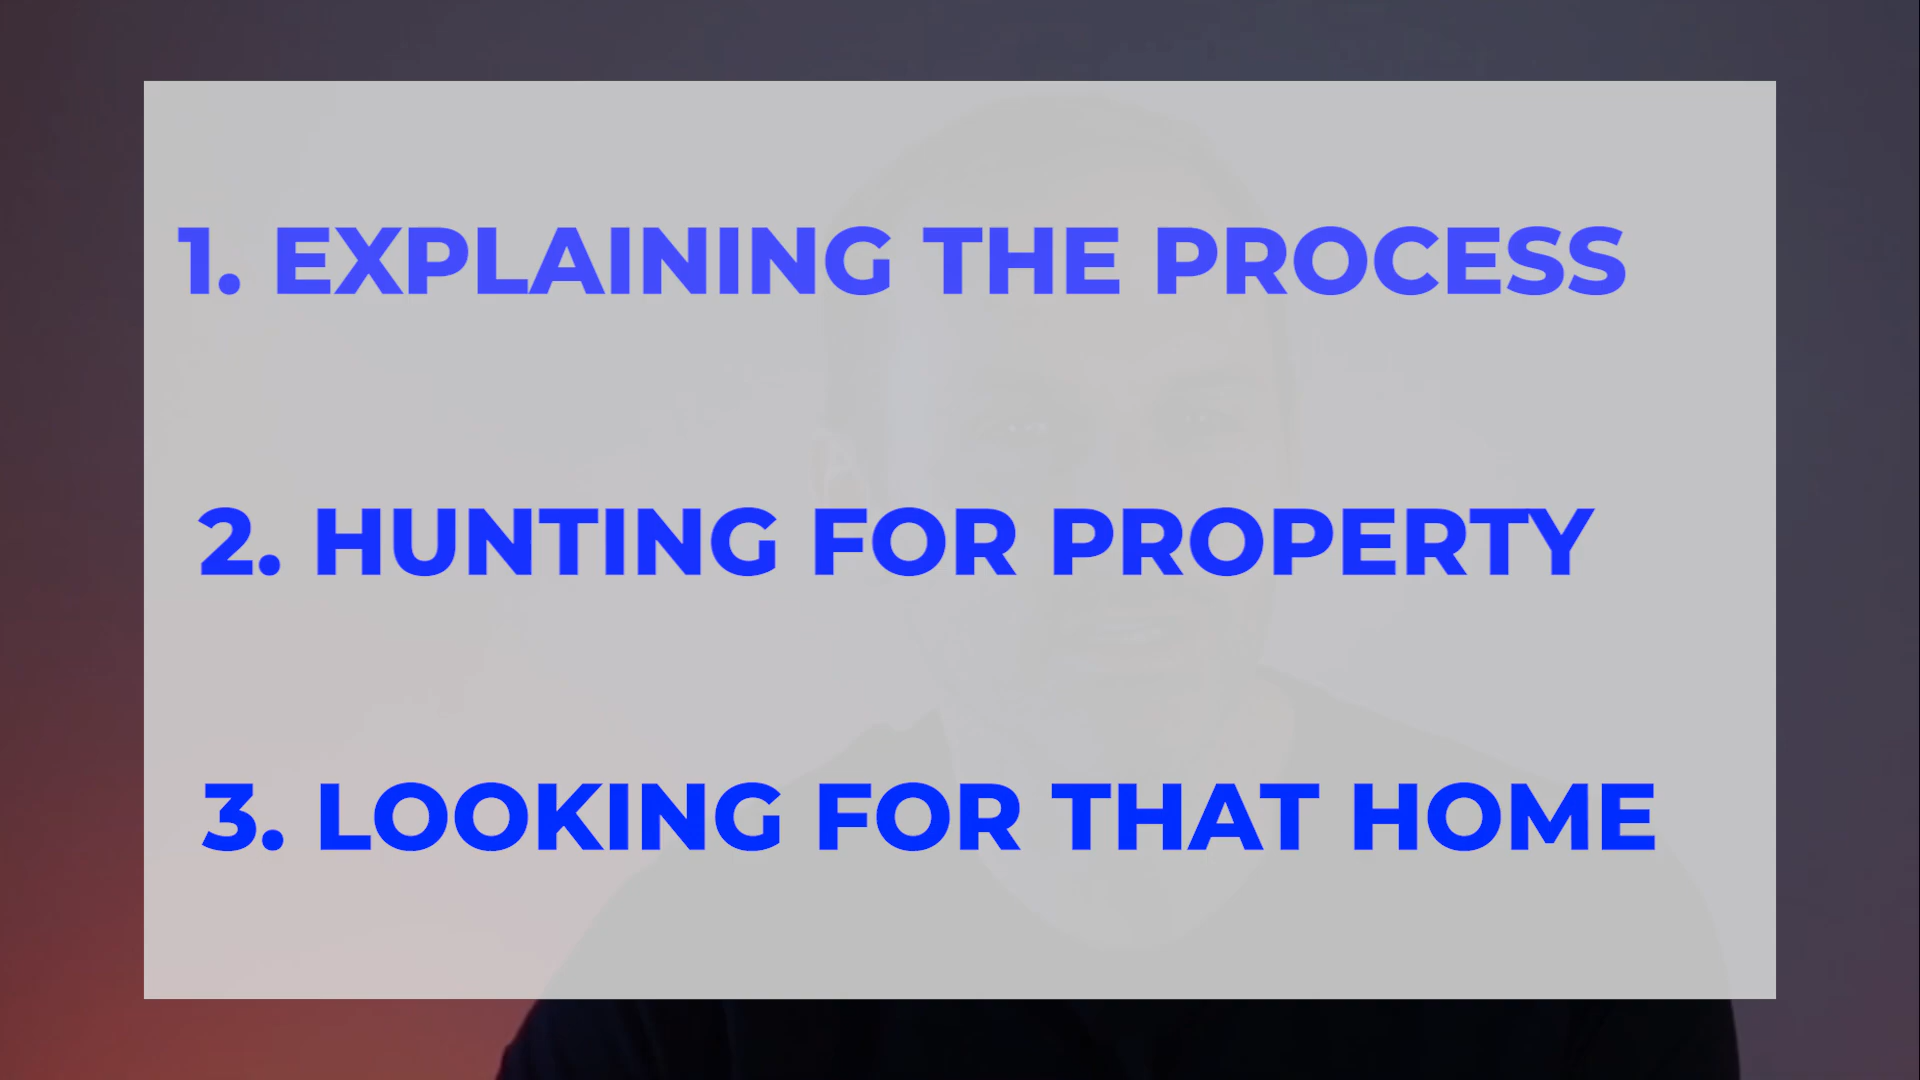 1. EXPLAINING THE PROCESS
2. HUNTING FOR PROPERTY
3. LOOKING FOR THAT HOME